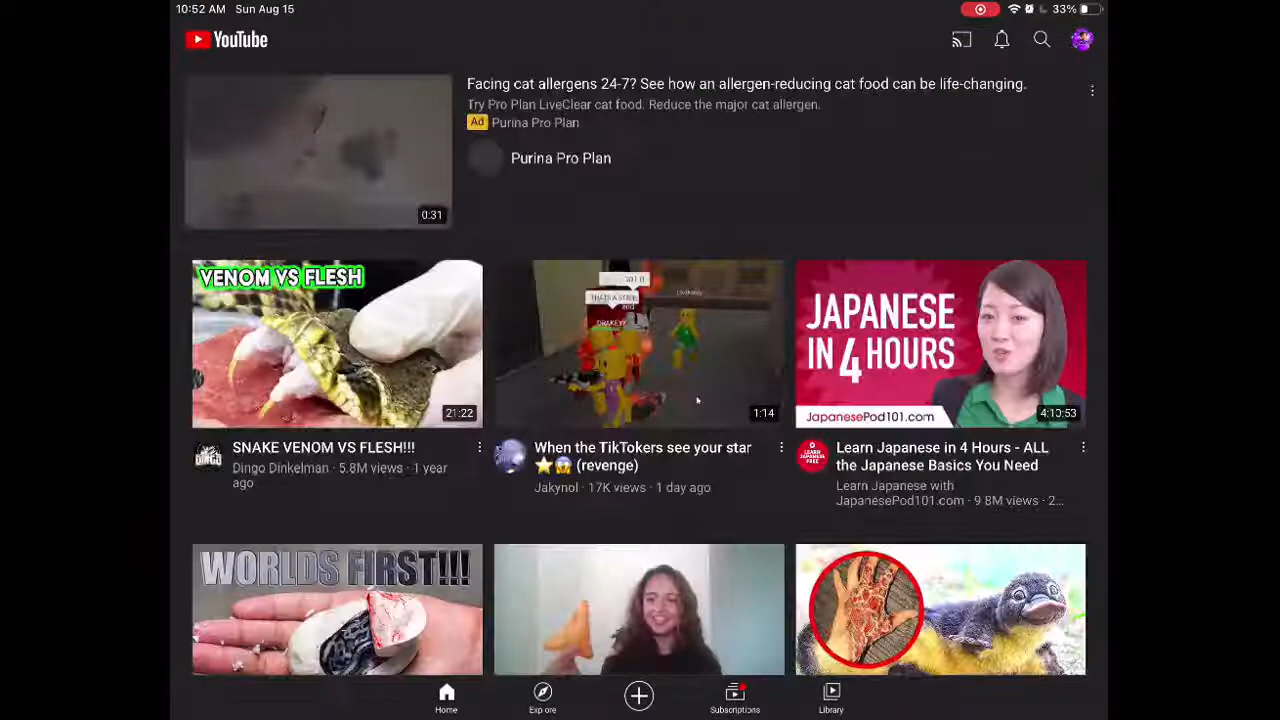 10:52 AM Sun Aug 15
33%
YouTube
Facing cat allergens 24-7? See how an allergen-reducing cat food can be life-changing.
Try Pro Plan LiveClear cat food. Reduce the major cat allergen.
Ad Purina Pro Plan
Purina Pro Plan
0:31
VENOM VS FLESH
21:22
DINGO
SNAKE VENOM VS FLESH!!!
Dingo Dinkelman · 5.8M views · 1 year
ago
THATS A STAR
1:14
When the TikTokers see your star
⭐😱 (revenge)
Jakynol · 17K views · 1 day ago
JAPANESE
IN 4 HOURS
JapanesePod101.com
4:10:53
Learn Japanese in 4 Hours - ALL
the Japanese Basics You Need
Learn Japanese with
JapanesePod101.com · 9.8M views · 2...
WORLDS FIRST!!!
Home
Explore
Subscriptions
Library